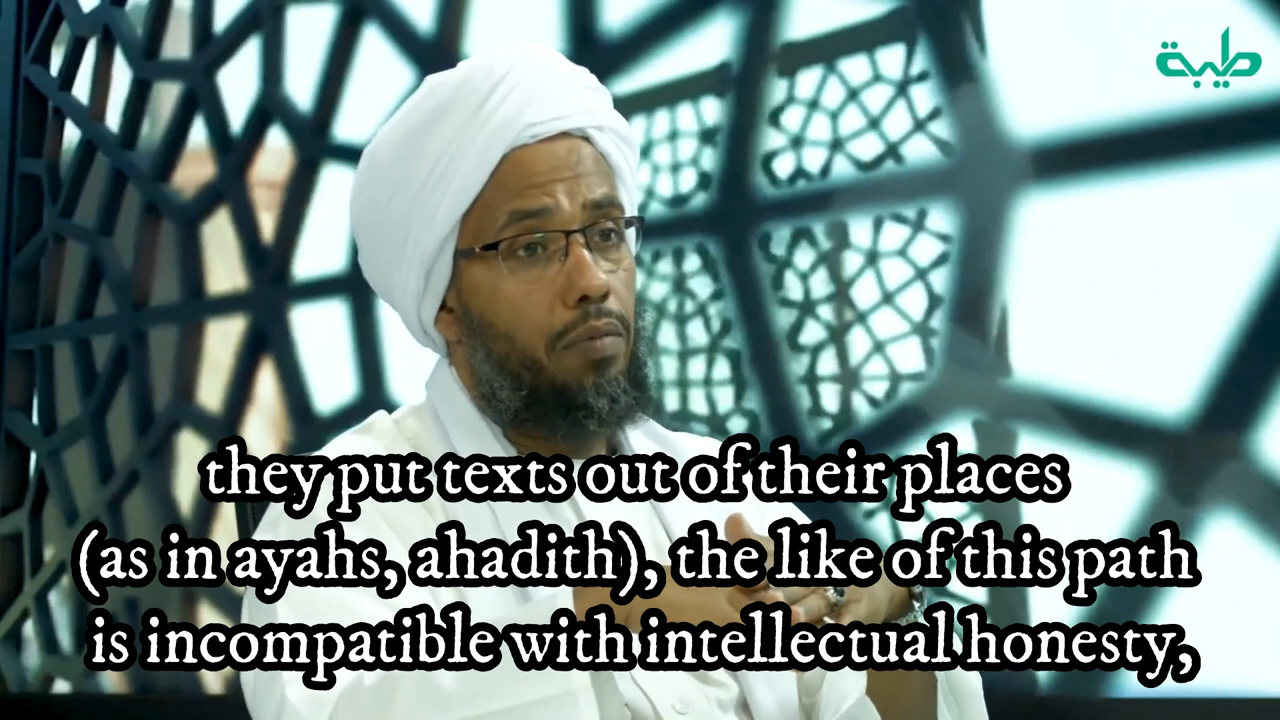 طيبة
they put texts out of their places
(as in ayahs, ahadith), the like of this path
is incompatible with intellectual honesty,